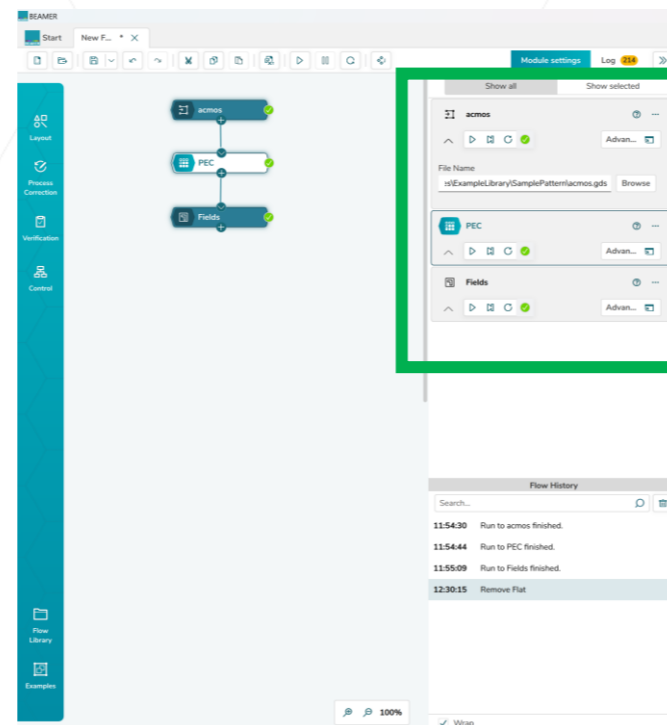 BEAMER
Start New F... * X
Module settings Log 214
Show all Show selected
Layout
Process
Correction
Verification
Control
Flow
Library
Examples
acmos
PEC
Fields
100%
acmos
Advan...
File Name
:s\ExampleLibrary\SamplePattern\acmos.gds Browse
PEC
Advan...
Fields
Advan...
Flow History
Search...
11:54:30 Run to acmos finished.
11:54:44 Run to PEC finished.
11:55:09 Run to Fields finished.
12:30:15 Remove Flat
Wrap